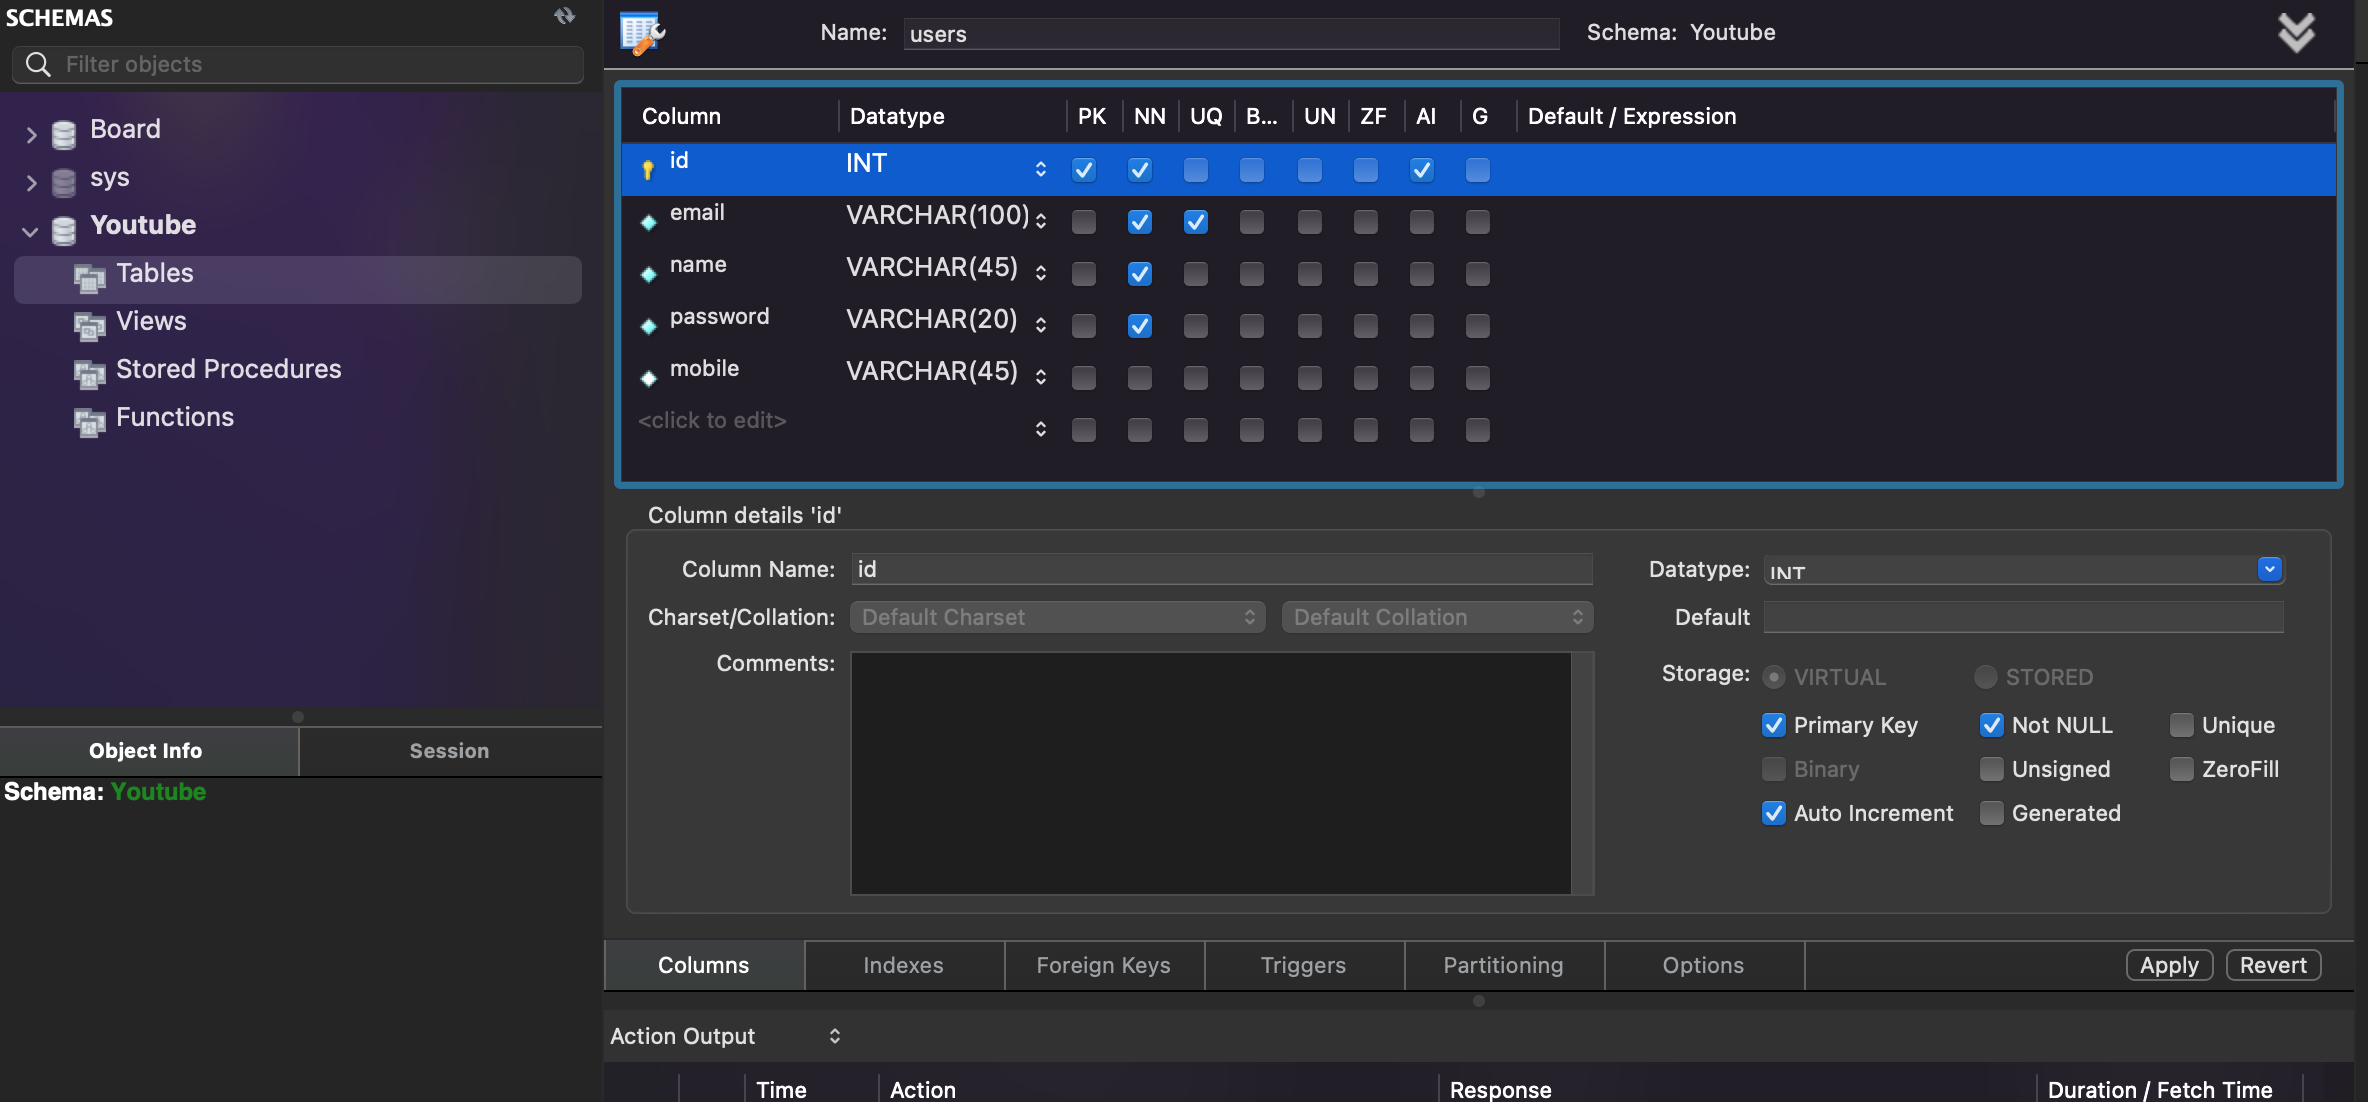 SCHEMAS
Filter objects
Board
sys
Youtube
Tables
Views
Stored Procedures
Functions
Object Info
Session
Schema: Youtube
Name: users
Schema: Youtube
Column Datatype PK NN UQ B... UN ZF AI G Default / Expression
id INT
email VARCHAR(100)
name VARCHAR(45)
password VARCHAR(20)
mobile VARCHAR(45)
<click to edit>
Column details 'id'
Column Name: id
Datatype: INT
Charset/Collation: Default Charset Default Collation
Default
Comments:
Storage: VIRTUAL STORED
Primary Key Not NULL Unique
Binary Unsigned ZeroFill
Auto Increment Generated
Columns Indexes Foreign Keys Triggers Partitioning Options Apply Revert
Action Output
Time Action Response Duration / Fetch Time